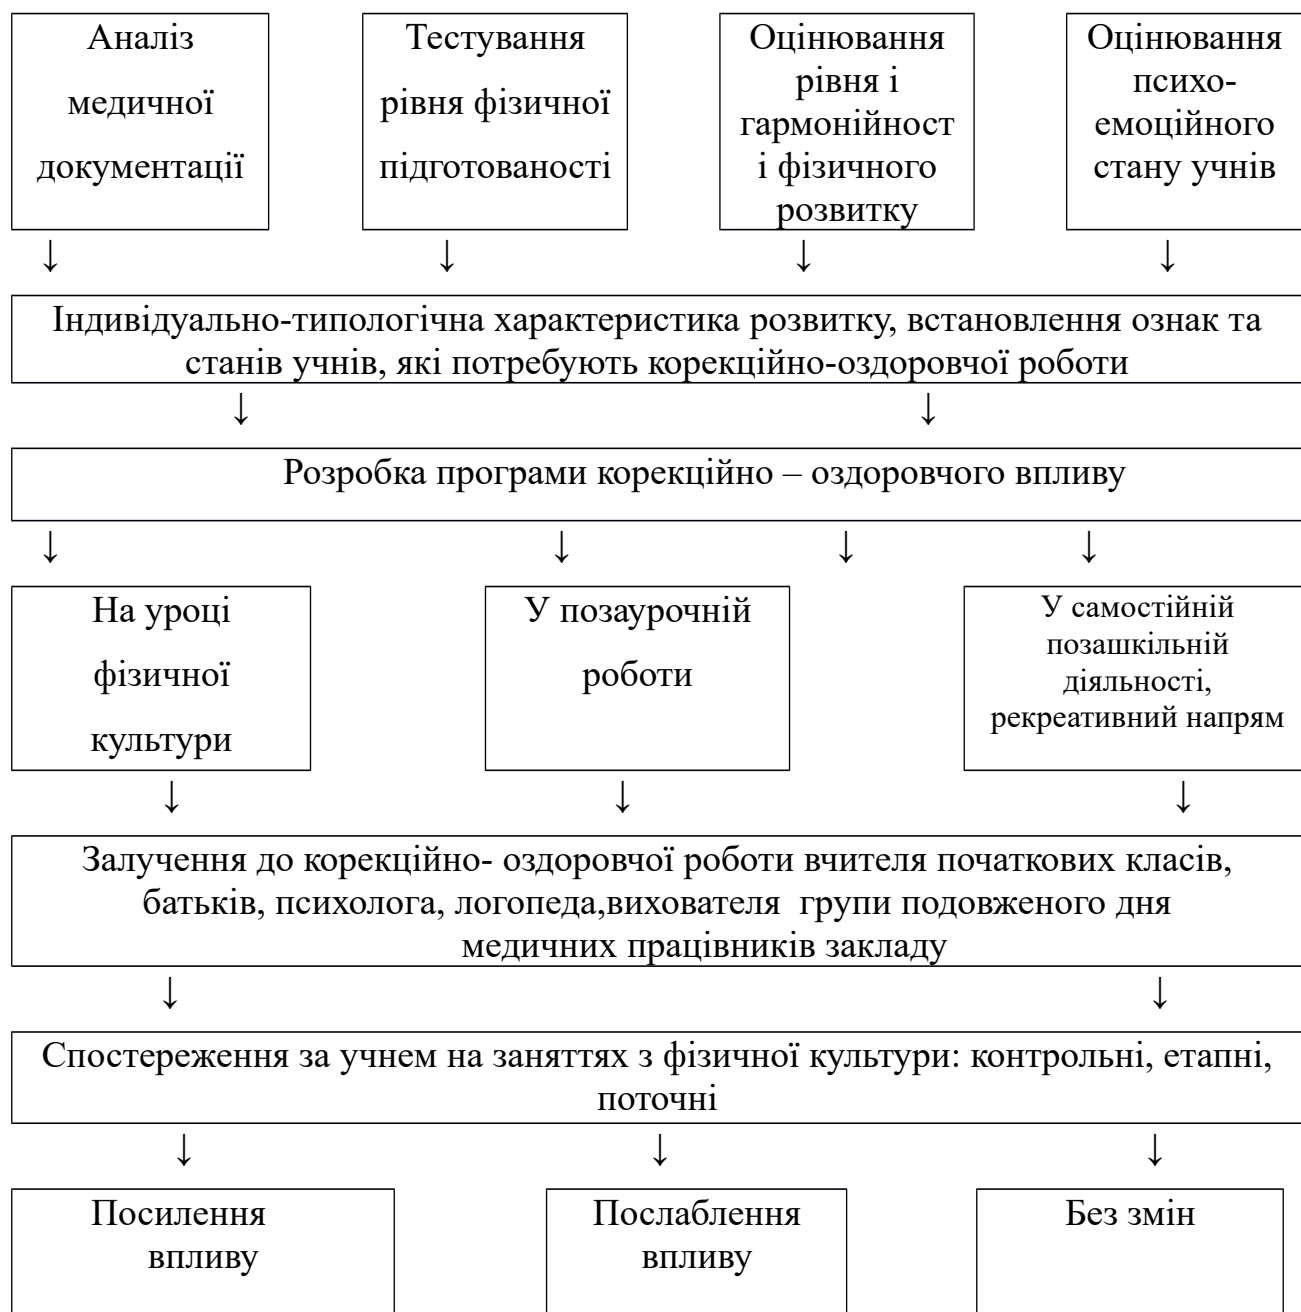 Аналіз
медичної
документації
Тестування
рівня фізичної
підготованості
Оцінювання
рівня і
гармонійност
і фізичного
розвитку
Оцінювання
психо-
емоційного
стану учнів
↓ ↓ ↓ ↓
Індивідуально-типологічна характеристика розвитку, встановлення ознак та
станів учнів, які потребують корекційно-оздоровчої роботи
↓ ↓
Розробка програми корекційно – оздоровчого впливу
↓ ↓ ↓ ↓
На уроці
фізичної
культури
У позаурочній
роботи
У самостійній
позашкільній
діяльності,
рекреативний напрям
↓ ↓ ↓
Залучення до корекційно- оздоровчої роботи вчителя початкових класів,
батьків, психолога, логопеда,вихователя  групи подовженого дня
медичних працівників закладу
↓ ↓
Спостереження за учнем на заняттях з фізичної культури: контрольні, етапні,
поточні
↓ ↓ ↓
Посилення
впливу
Послаблення
впливу
Без змін